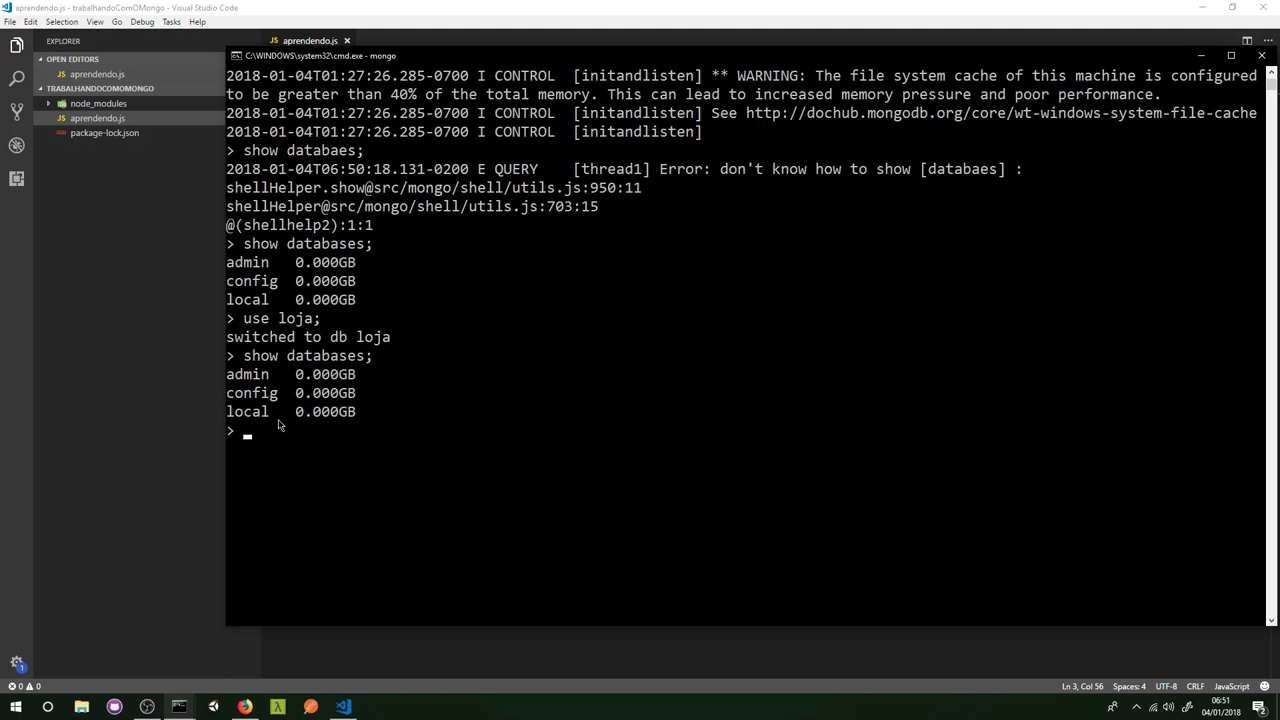 aprendendo.js - trabalhandoComOMongo - Visual Studio Code
File Edit Selection View Go Debug Tasks Help
EXPLORER
aprendendo.js
OPEN EDITORS
aprendendo.js
TRABALHANDOCOMOMONGO
node_modules
aprendendo.js
package-lock.json
C:\WINDOWS\system32\cmd.exe - mongo
2018-01-04T01:27:26.285-0700 I CONTROL  [initandlisten] ** WARNING: The file system cache of this machine is configured
to be greater than 40% of the total memory. This can lead to increased memory pressure and poor performance.
2018-01-04T01:27:26.285-0700 I CONTROL  [initandlisten] See http://dochub.mongodb.org/core/wt-windows-system-file-cache
2018-01-04T01:27:26.285-0700 I CONTROL  [initandlisten]
> show databaes;
2018-01-04T06:50:18.131-0200 E QUERY    [thread1] Error: don't know how to show [databaes] :
shellHelper.show@src/mongo/shell/utils.js:950:11
shellHelper@src/mongo/shell/utils.js:703:15
@(shellhelp2):1:1
> show databases;
admin   0.000GB
config  0.000GB
local   0.000GB
> use loja;
switched to db loja
> show databases;
admin   0.000GB
config  0.000GB
local   0.000GB
>
0 0
Ln 3, Col 56 Spaces: 4 UTF-8 CRLF JavaScript
1
06:51
04/01/2018
2